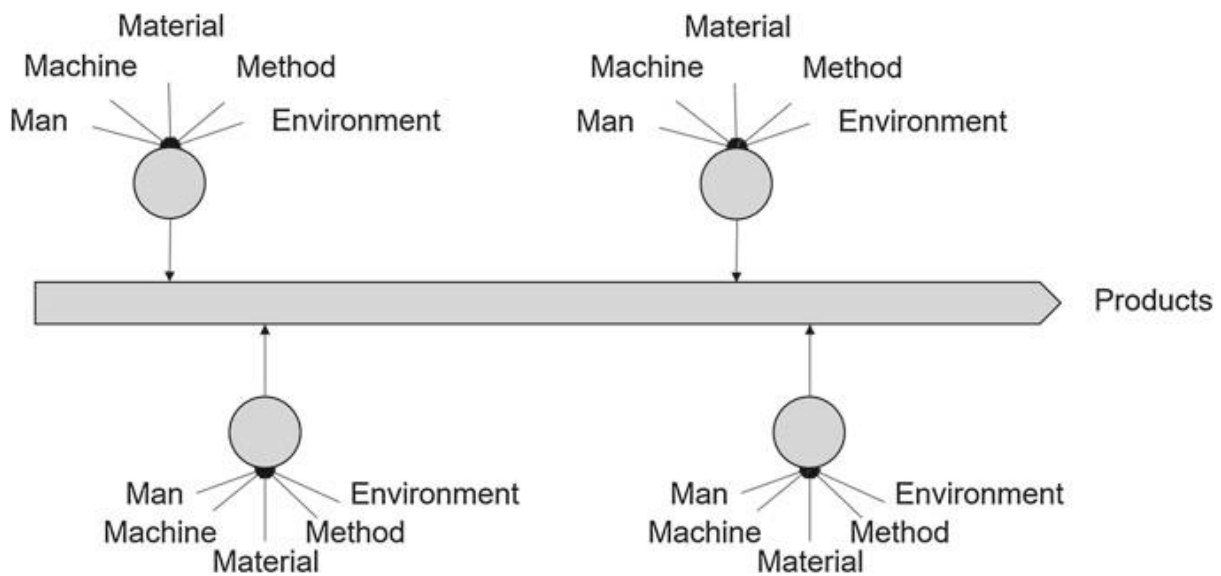 Material
Machine
Method
Man
Environment
Material
Machine
Method
Man
Environment
Products
Man
Environment
Machine
Method
Material
Man
Environment
Machine
Method
Material